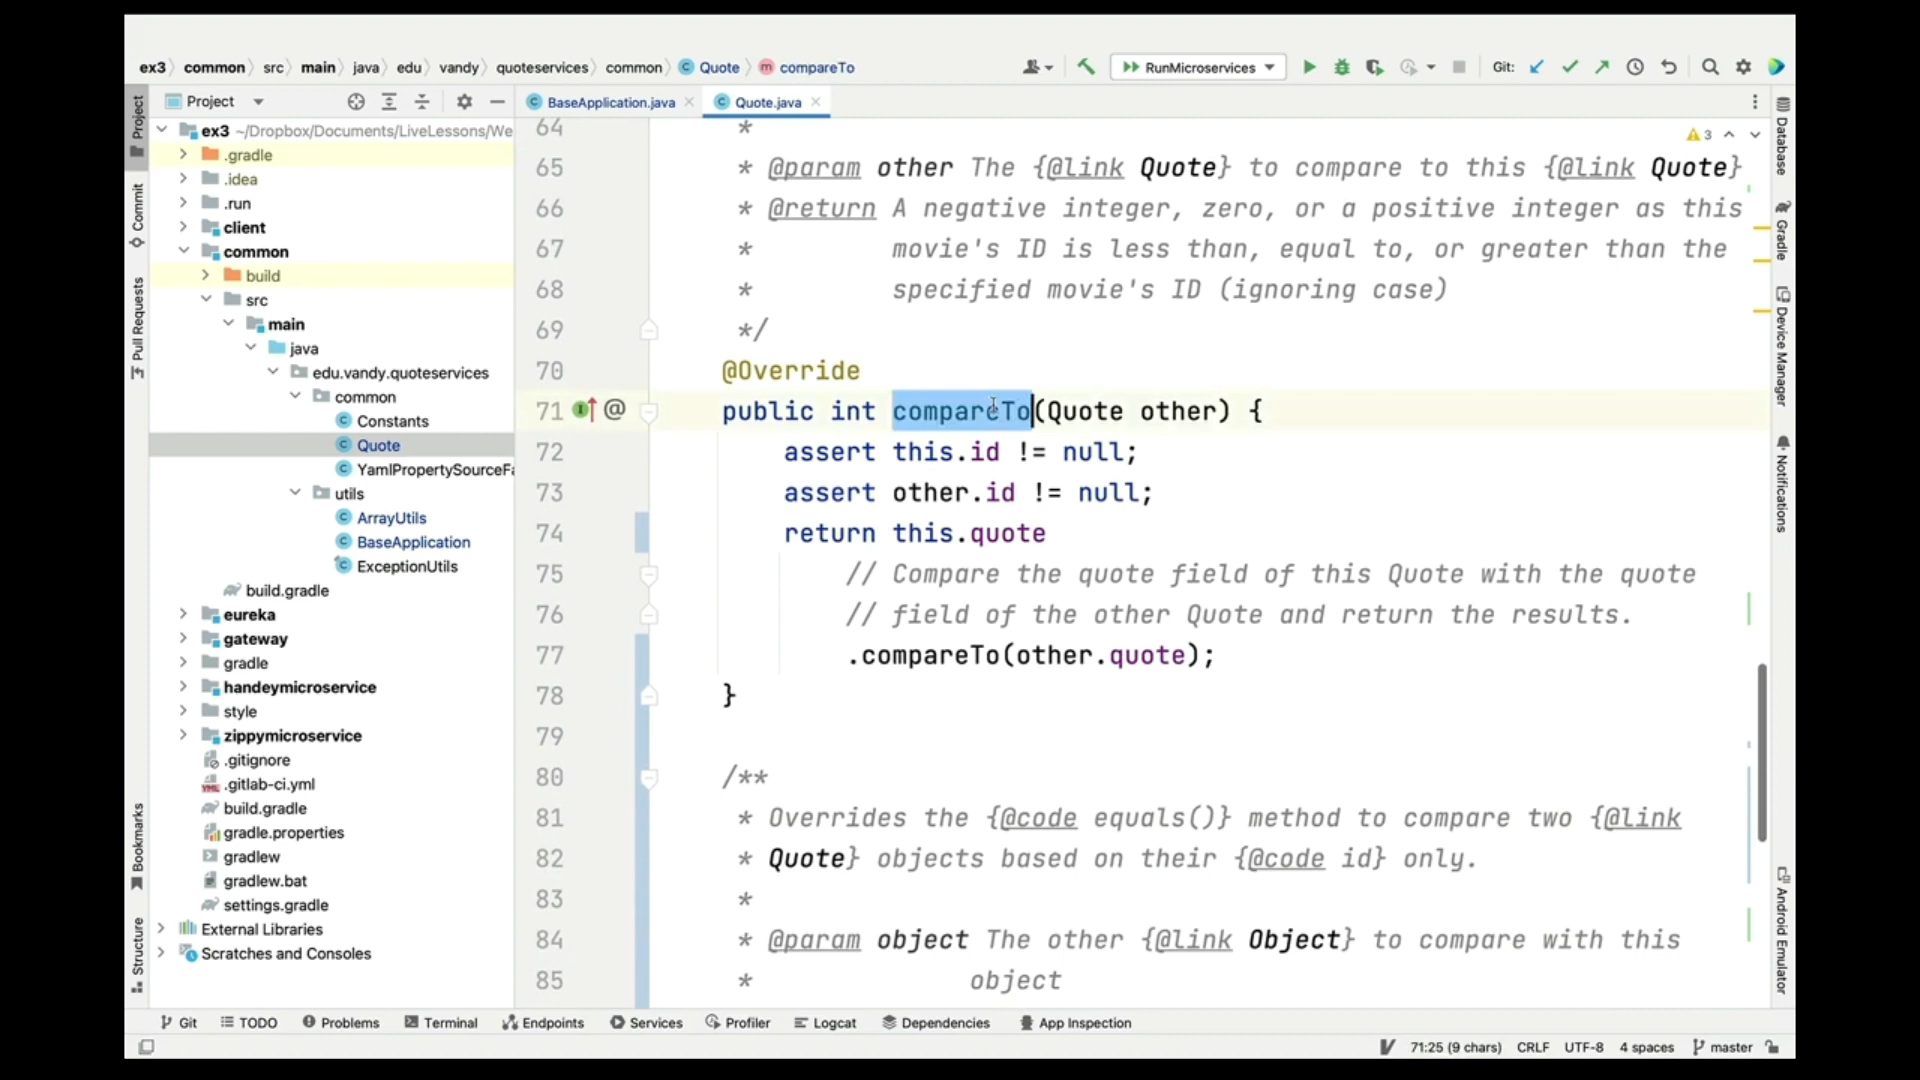 ex3 common src main java edu vandy quoteservices common Quote compareTo RunMicroservices Git:
Project
BaseApplication.java Quote.java
ex3 ~/Dropbox/Documents/LiveLessons/We
.gradle
.idea
.run
client
common
build
src
main
java
edu.vandy.quoteservices
common
Constants
Quote
YamlPropertySourceFa
utils
ArrayUtils
BaseApplication
ExceptionUtils
build.gradle
eureka
gateway
gradle
handeymicroservice
style
zippymicroservice
.gitignore
.gitlab-ci.yml
build.gradle
gradle.properties
gradlew
gradlew.bat
settings.gradle
External Libraries
Scratches and Consoles
Project
Commit
Pull Requests
Bookmarks
Structure
3
64 *
65 * @param other The {@link Quote} to compare to this {@link Quote}
66 * @return A negative integer, zero, or a positive integer as this
67 * movie's ID is less than, equal to, or greater than the
68 * specified movie's ID (ignoring case)
69 */
70 @Override
71 @ public int compareTo(Quote other) {
72 assert this.id != null;
73 assert other.id != null;
74 return this.quote
75 // Compare the quote field of this Quote with the quote
76 // field of the other Quote and return the results.
77 .compareTo(other.quote);
78 }
79
80 /**
81 * Overrides the {@code equals()} method to compare two {@link
82 * Quote} objects based on their {@code id} only.
83 *
84 * @param object The other {@link Object} to compare with this
85 * object
Database
Gradle
Device Manager
Notifications
Android Emulator
Git TODO Problems Terminal Endpoints Services Profiler Logcat Dependencies App Inspection
71:25 (9 chars) CRLF UTF-8 4 spaces master